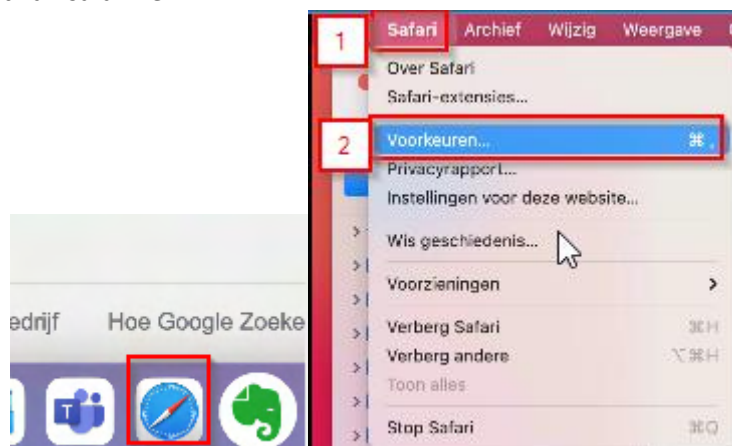 1
Safari Archief Wijzig Weergave
Over Safari
Safari-extensies...
2
Voorkeuren... ⌘ ,
Privacyrapport...
Instellingen voor deze website...
Wis geschiedenis...
Voorzieningen >
Verberg Safari ⌘H
Verberg andere ⌥⌘H
Toon alles
Stop Safari ⌘Q
edrijf Hoe Google Zoeke
T